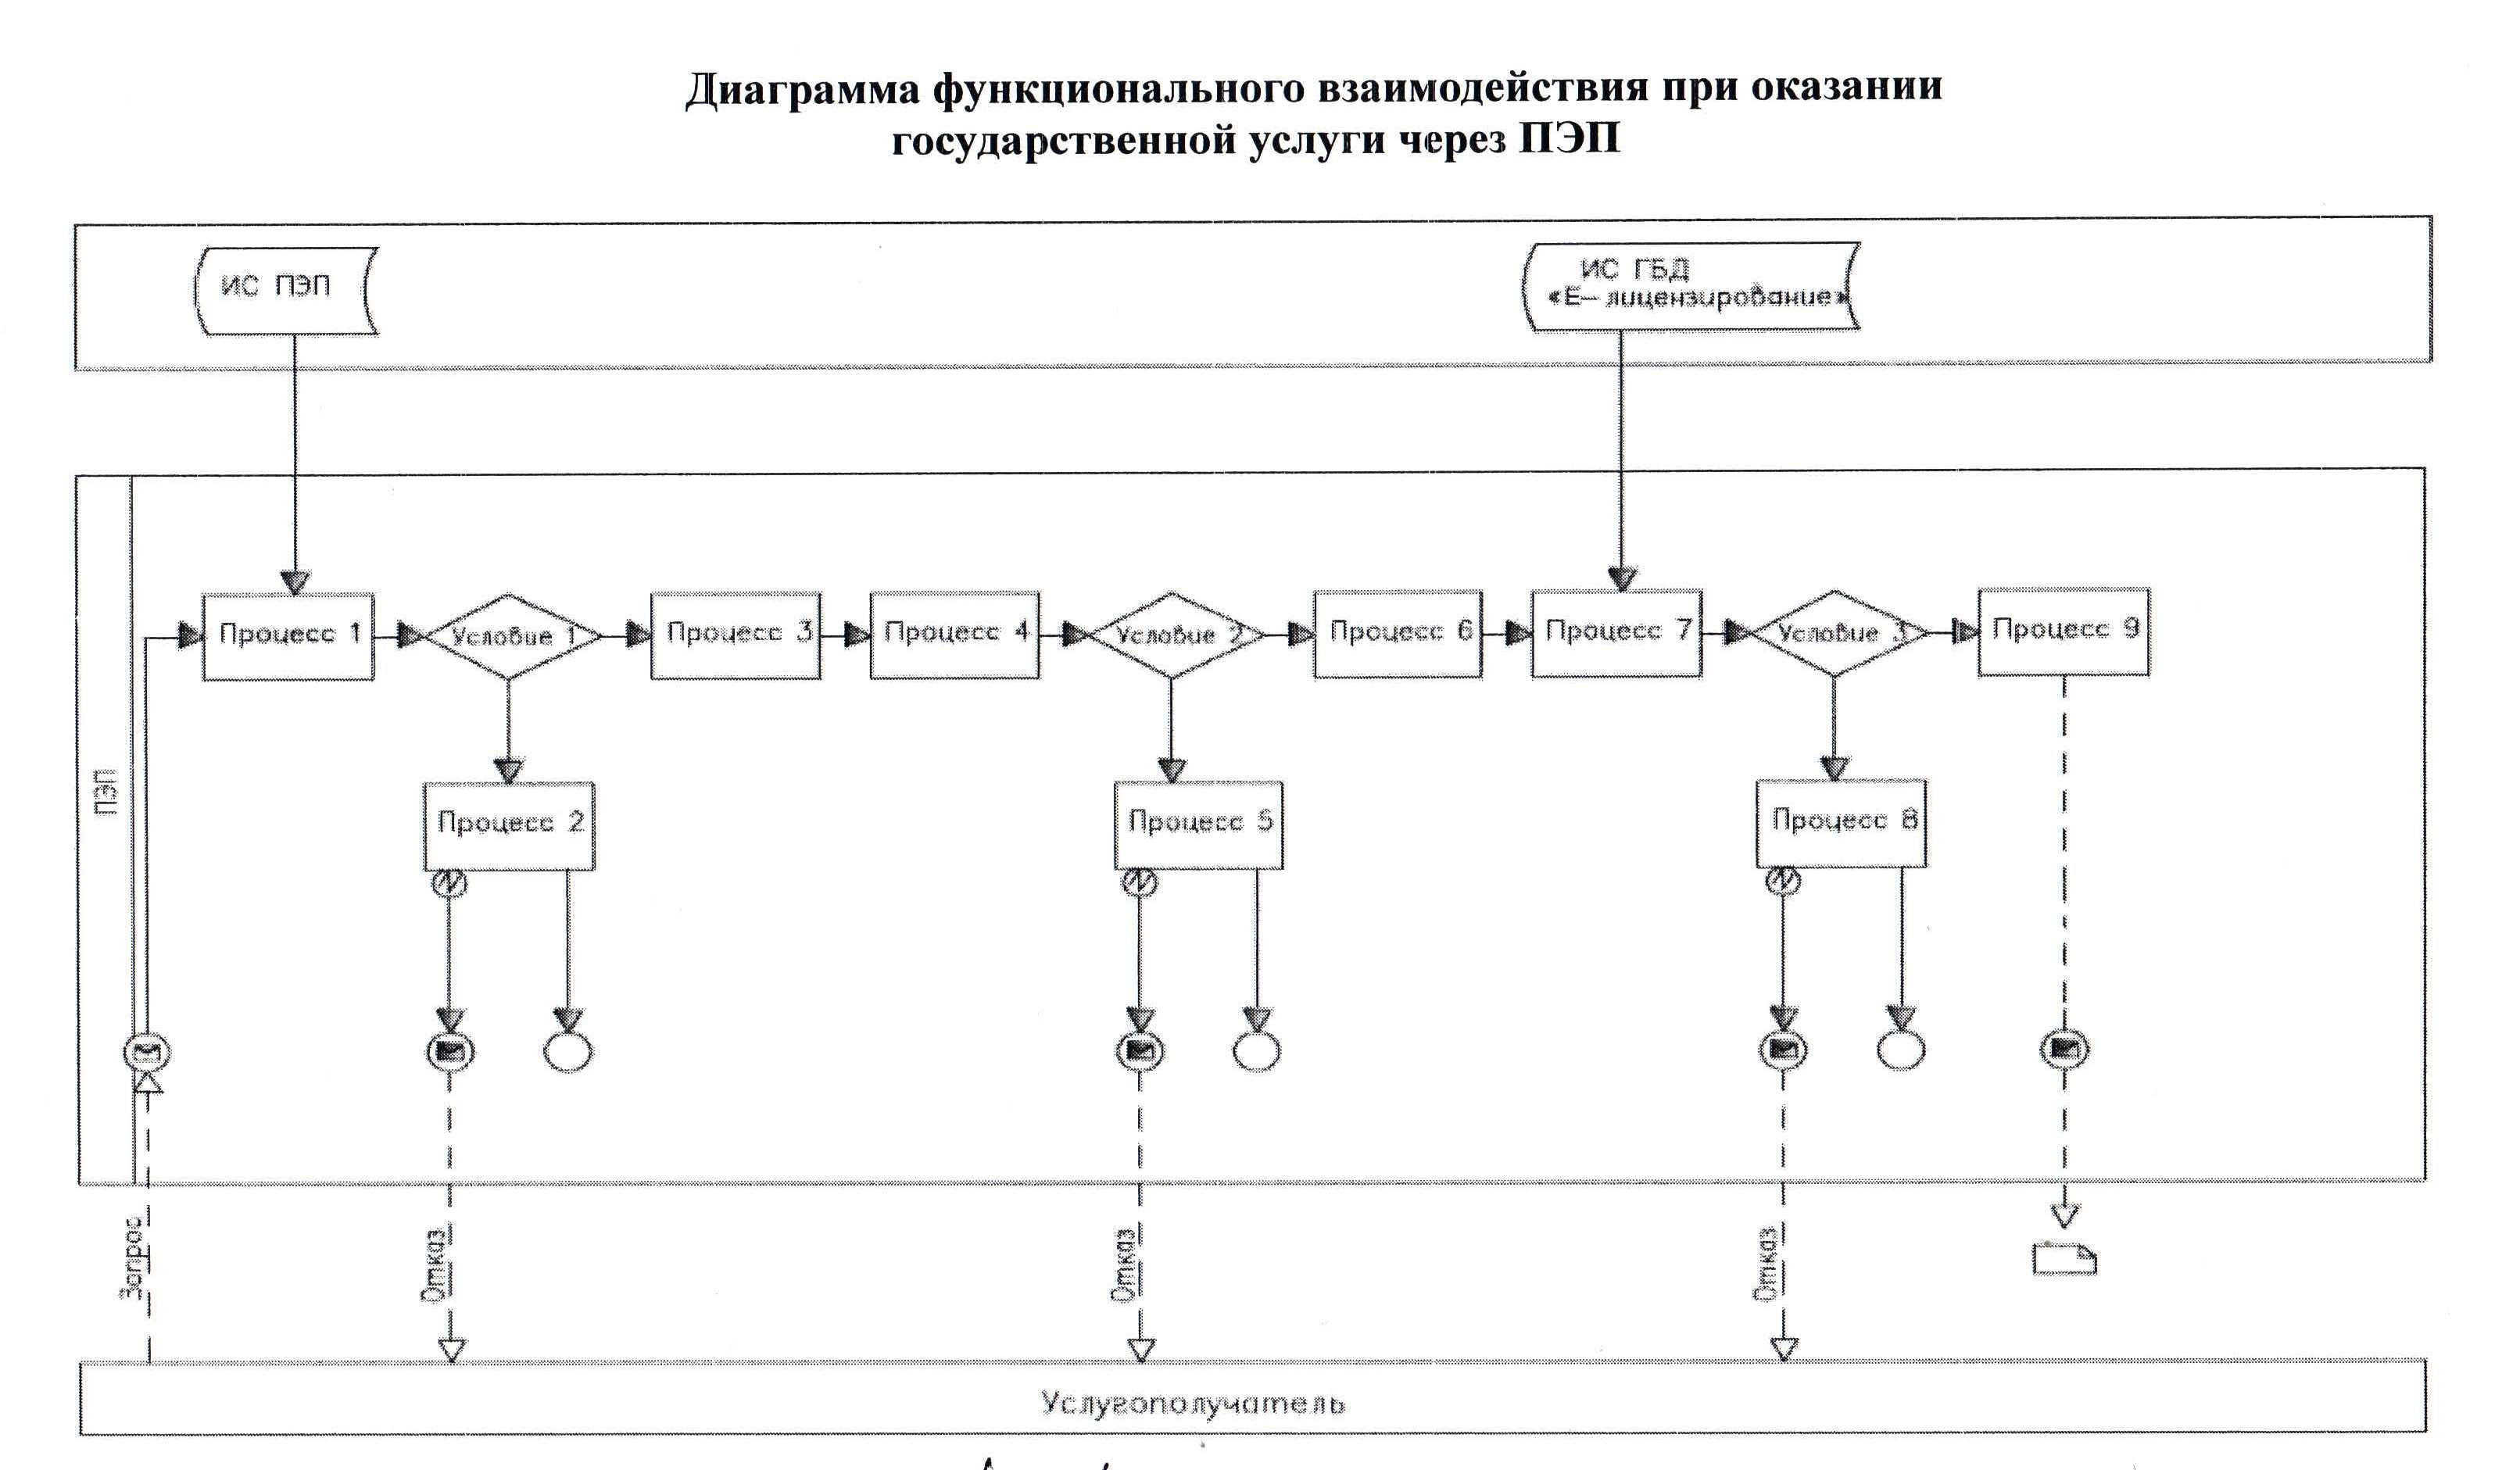 Диаграмма функционального взаимодействия при оказании
государственной услуги через ПЭП
ИС ПЭП
ИС ГБД
«Е–лицензирование»
ПЭП
Процесс 1
Условие 1
Процесс 3
Процесс 4
Условие 2
Процесс 6
Процесс 7
Условие 3
Процесс 9
Процесс 2
Процесс 5
Процесс 8
Запрос
Отказ
Отказ
Отказ
Услугополучатель